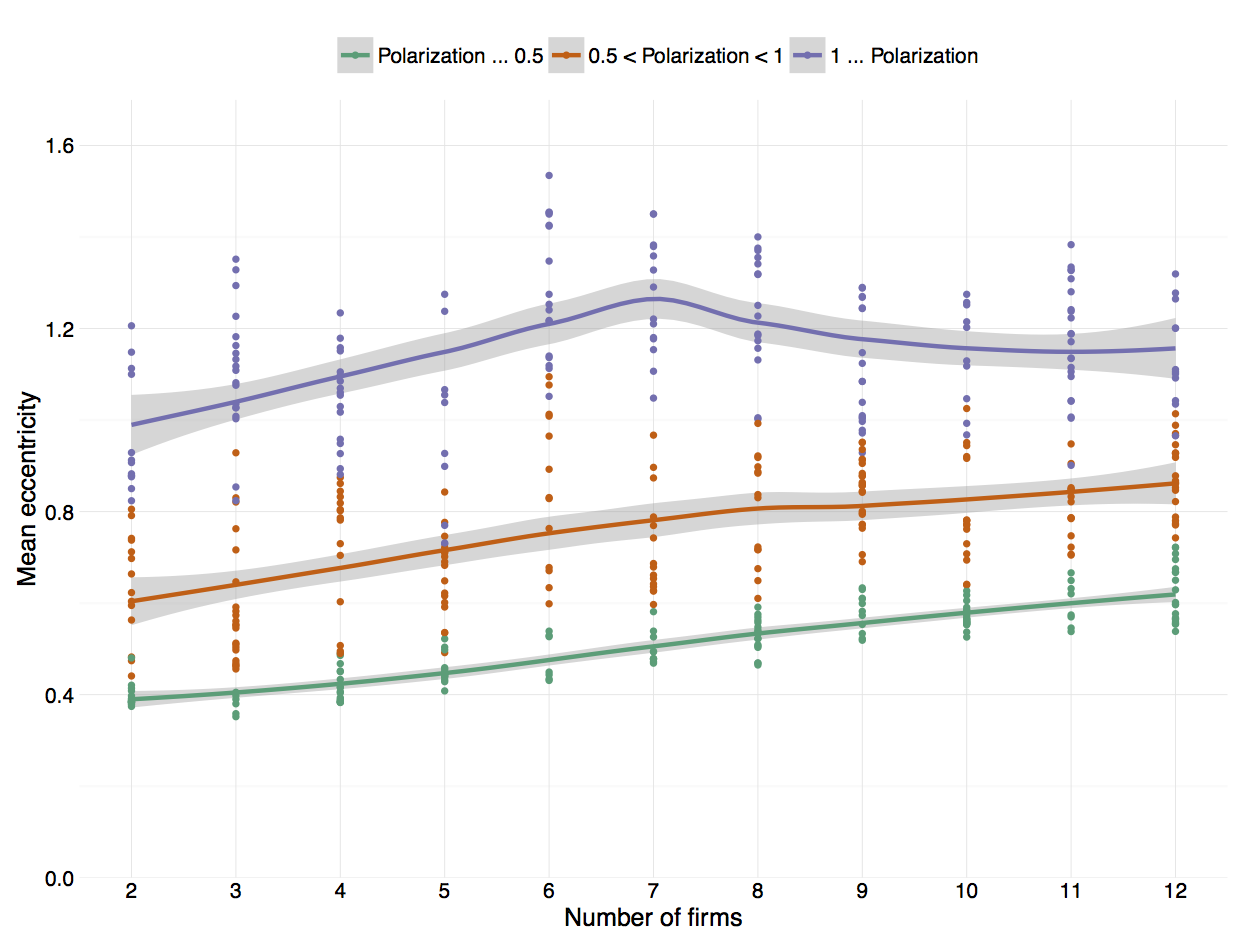 Polarization ... 0.5 0.5 < Polarization < 1 1 ... Polarization
Mean eccentricity
1.6
1.2
0.8
0.4
0.0
2 3 4 5 6 7 8 9 10 11 12
Number of firms